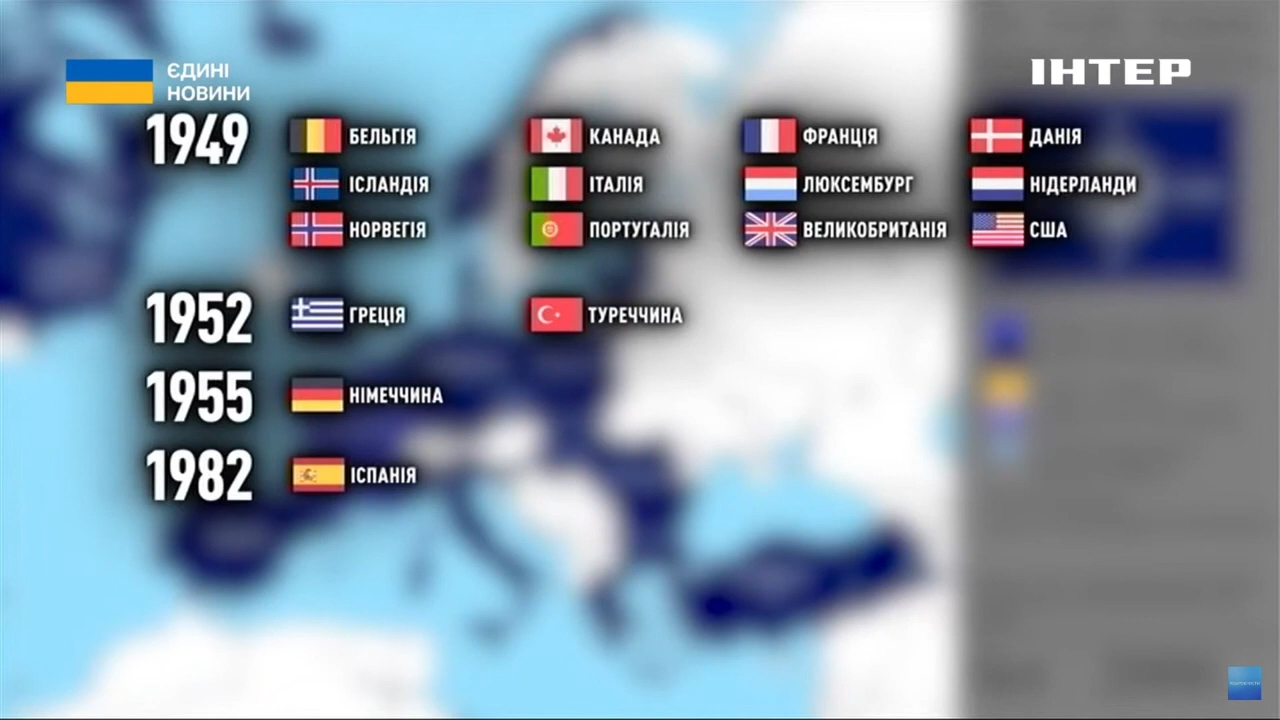 ЄДИНІ
НОВИНИ
ІНТЕР
1949
БЕЛЬГІЯ КАНАДА ФРАНЦІЯ ДАНІЯ
ІСЛАНДІЯ ІТАЛІЯ ЛЮКСЕМБУРГ НІДЕРЛАНДИ
НОРВЕГІЯ ПОРТУГАЛІЯ ВЕЛИКОБРИТАНІЯ США
1952 ГРЕЦІЯ ТУРЕЧЧИНА
1955 НІМЕЧЧИНА
1982 ІСПАНІЯ